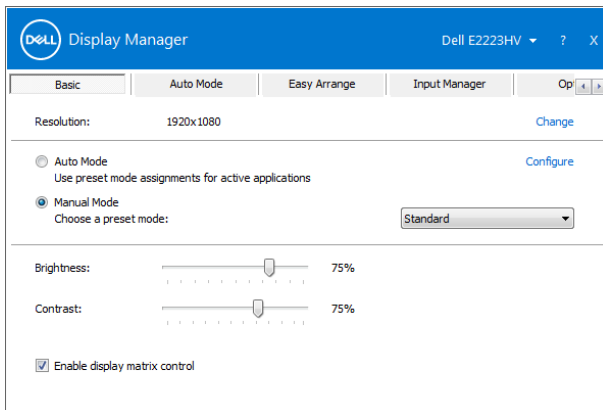 DELL Display Manager Dell E2223HV ? X
Basic Auto Mode Easy Arrange Input Manager Op
Resolution: 1920x1080 Change
Auto Mode Configure
Use preset mode assignments for active applications
Manual Mode
Choose a preset mode: Standard
Brightness: 75%
Contrast: 75%
Enable display matrix control